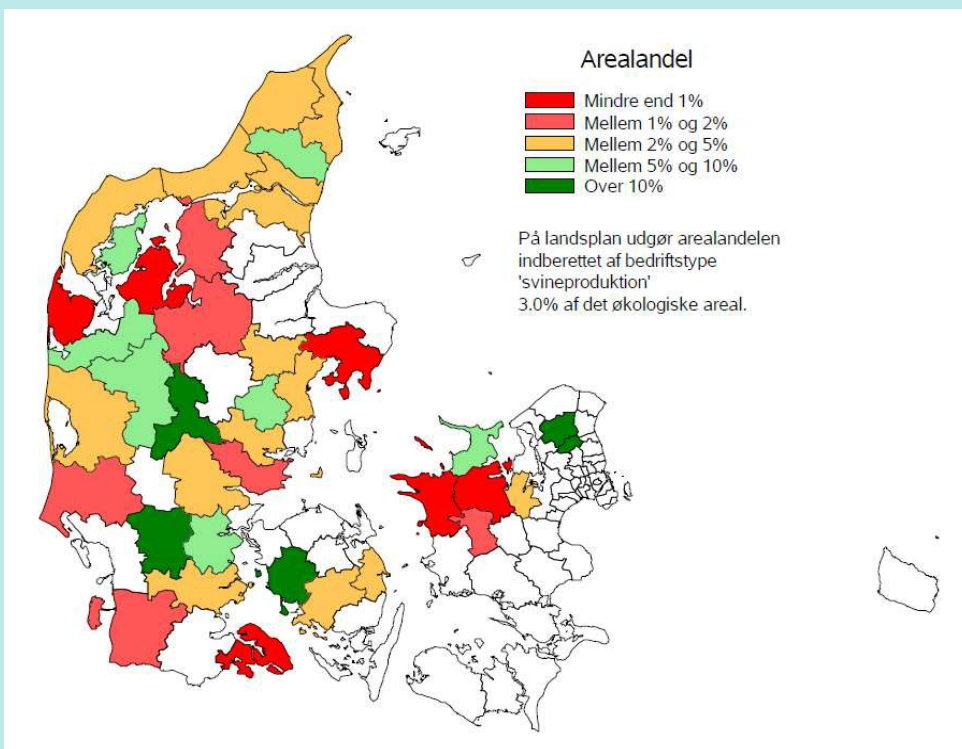 Arealandel
Mindre end 1%
Mellem 1% og 2%
Mellem 2% og 5%
Mellem 5% og 10%
Over 10%
På landsplan udgør arealandelen
indberettet af bedriftstype
'svineproduktion'
3.0% af det økologiske areal.